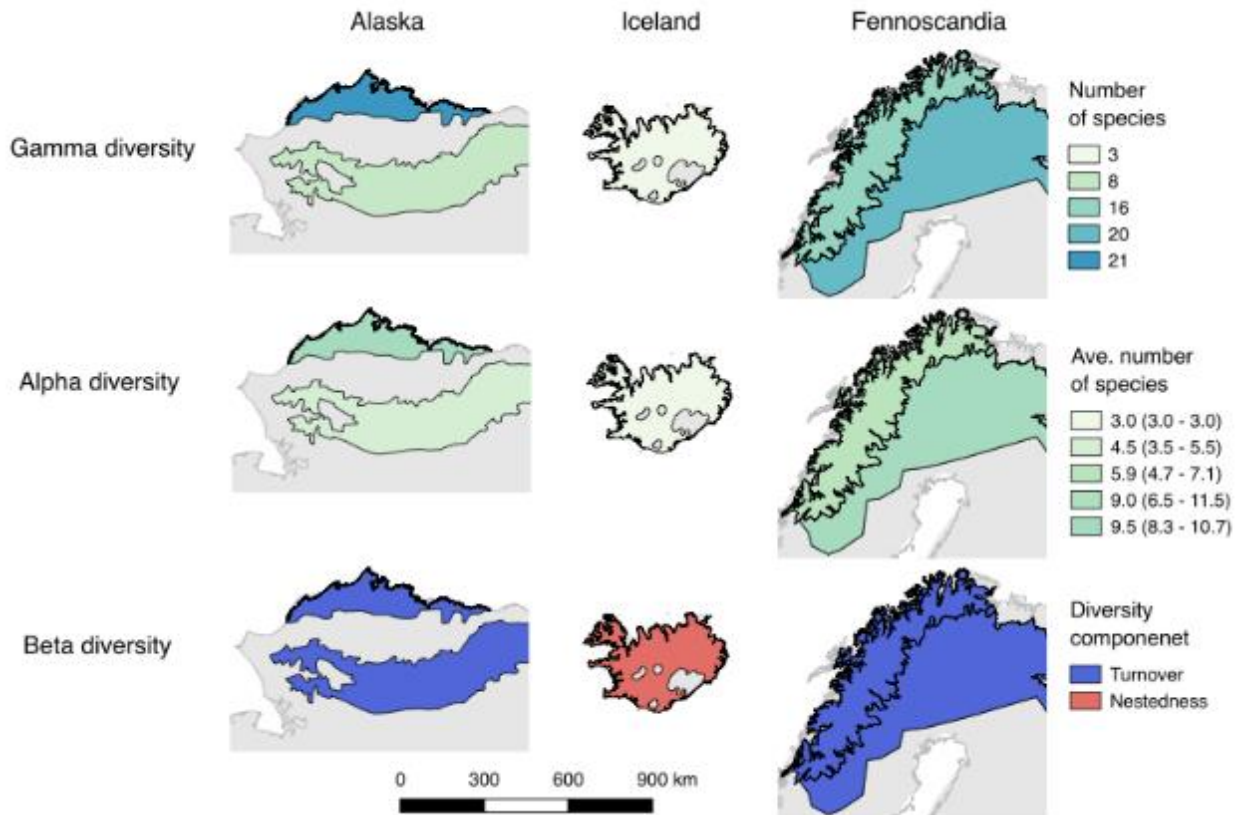 Alaska
Iceland
Fennoscandia
Gamma diversity
Number
of species
3
8
16
20
21
Alpha diversity
Ave. number
of species
3.0 (3.0 - 3.0)
4.5 (3.5 - 5.5)
5.9 (4.7 - 7.1)
9.0 (6.5 - 11.5)
9.5 (8.3 - 10.7)
Beta diversity
Diversity
componenet
Turnover
Nestedness
0 300 600 900 km